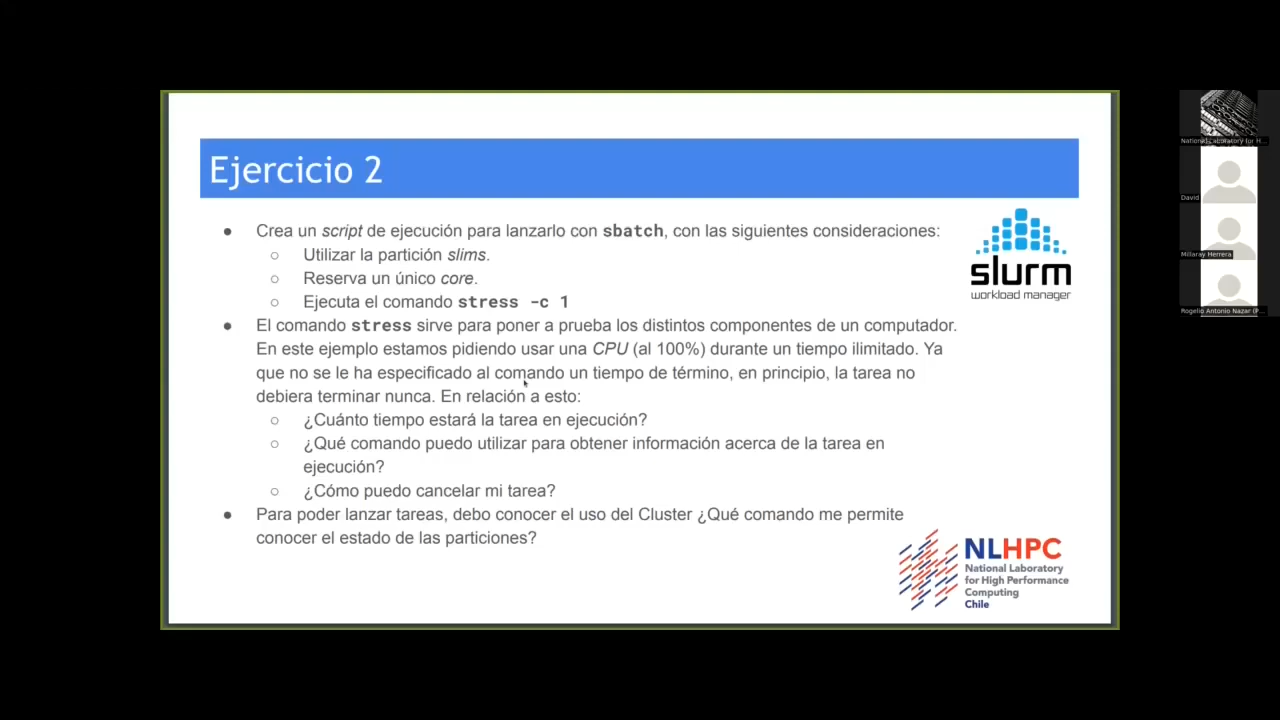 Ejercicio 2
● Crea un script de ejecución para lanzarlo con sbatch, con las siguientes consideraciones:
○ Utilizar la partición slims.
○ Reserva un único core.
○ Ejecuta el comando stress -c 1
● El comando stress sirve para poner a prueba los distintos componentes de un computador.
En este ejemplo estamos pidiendo usar una CPU (al 100%) durante un tiempo ilimitado. Ya
que no se le ha especificado al comando un tiempo de término, en principio, la tarea no
debiera terminar nunca. En relación a esto:
○ ¿Cuánto tiempo estará la tarea en ejecución?
○ ¿Qué comando puedo utilizar para obtener información acerca de la tarea en
ejecución?
○ ¿Cómo puedo cancelar mi tarea?
● Para poder lanzar tareas, debo conocer el uso del Cluster ¿Qué comando me permite
conocer el estado de las particiones?
slurm
workload manager
NLHPC
National Laboratory
for High Performance
Computing
Chile
National Laboratory for H...
David
Millaray Herrera
Rogelio Antonio Nazar (P...